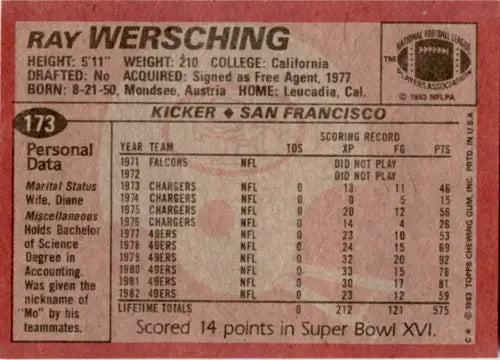 RAY WERSCHING
HEIGHT: 5'11" WEIGHT: 210 COLLEGE: California
DRAFTED: No ACQUIRED: Signed as Free Agent, 1977
BORN: 8-21-50, Mondsee, Austria HOME: Leucadia, Cal.
NATIONAL FOOTBALL LEAGUE
PLAYERS ASSOCIATION
TM
© 1983 NFLPA
173
KICKER ♦ SAN FRANCISCO
Personal
Data
Marital Status
Wife, Diane
Miscellaneous
Holds Bachelor
of Science
Degree in
Accounting.
Was given the
nickname of
"Mo" by his
teammates.
SCORING RECORD
YEAR TEAM TDS XP FG PTS
1971 FALCONS NFL DID NOT PLAY
1972 DID NOT PLAY
1973 CHARGERS NFL 0 13 11 46
1974 CHARGERS NFL 0 0 5 15
1975 CHARGERS NFL 0 20 12 56
1976 CHARGERS NFL 0 14 4 26
1977 49ERS NFL 0 23 10 53
1978 49ERS NFL 0 24 15 69
1979 49ERS NFL 0 32 20 92
1980 49ERS NFL 0 33 15 78
1981 49ERS NFL 0 30 17 81
1982 49ERS NFL 0 23 12 59
LIFETIME TOTALS 0 212 121 575
Scored 14 points in Super Bowl XVI.
C* © 1983 TOPPS CHEWING GUM, INC. PRTD. IN U.S.A.